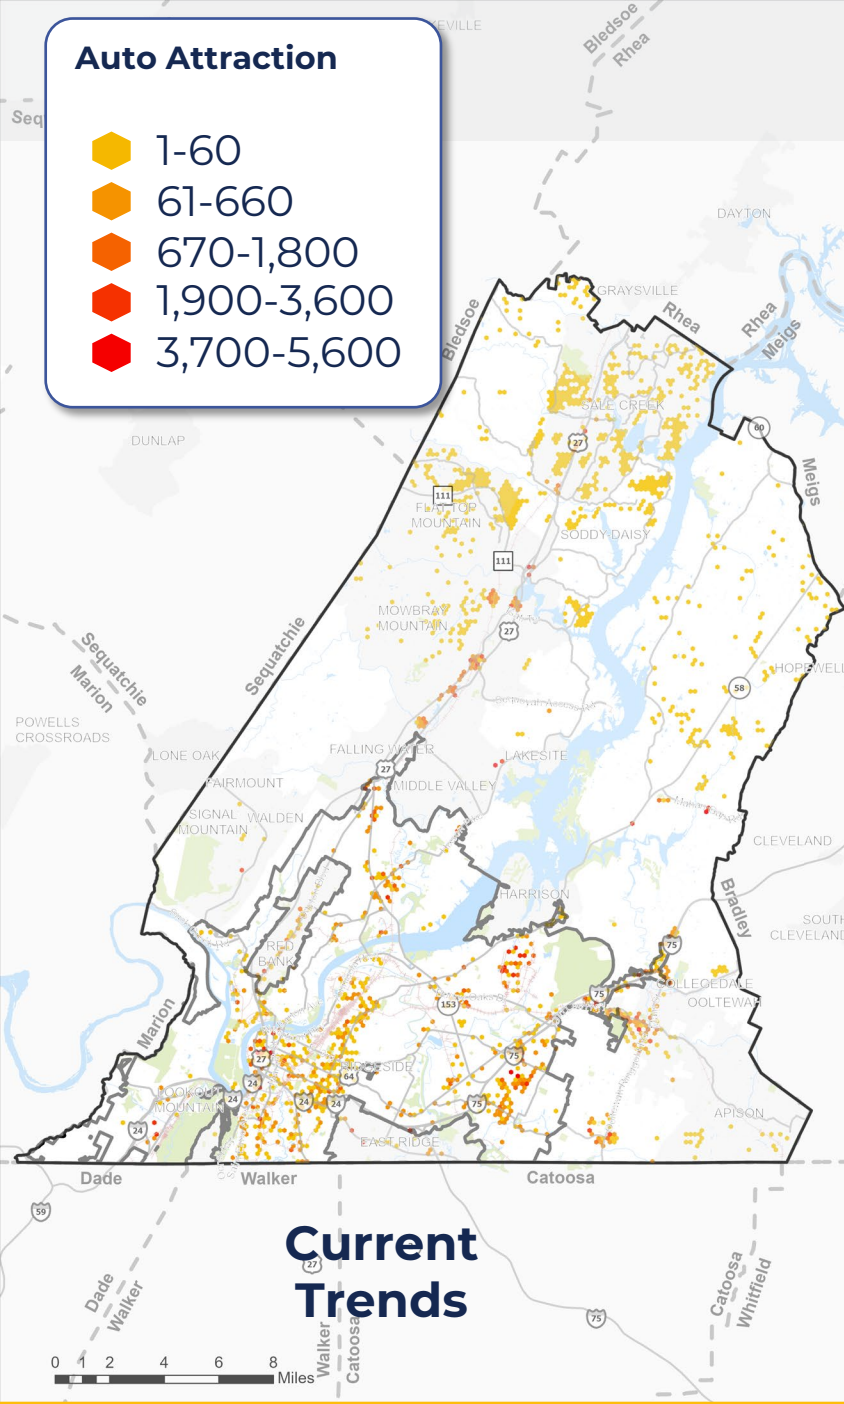 Auto Attraction
1-60
61-660
670-1,800
1,900-3,600
3,700-5,600
Bledsoe
Rhea
DAYTON
GRAYSVILLE
Bledsoe
Rhea
Rhea
Meigs
SALE CREEK
DUNLAP
27
60
Meigs
111
FLAT TOP
MOUNTAIN
SODDY-DAISY
111
MOWBRAY
MOUNTAIN
27
Sequatchie
Sequatchie
Marion
HOPEWELL
58
POWELLS
CROSSROADS
LONE OAK
FALLING WATER
LAKESITE
27
FAIRMOUNT
MIDDLE VALLEY
SIGNAL
MOUNTAIN
WALDEN
CLEVELAND
HARRISON
Bradley
SOUTH
CLEVELAND
RED
BANK
75
COLLEGEDALE
OOLTEWAH
75
153
Marion
27
75
24
64
LOOKOUT
MOUNTAIN
24
24
24
75
APISON
24
EAST RIDGE
Dade
Walker
Catoosa
59
Current
Trends
27
75
Dade
Walker
Walker
Catoosa
Catoosa
Whitfield
0 1 2 4 6 8
Miles